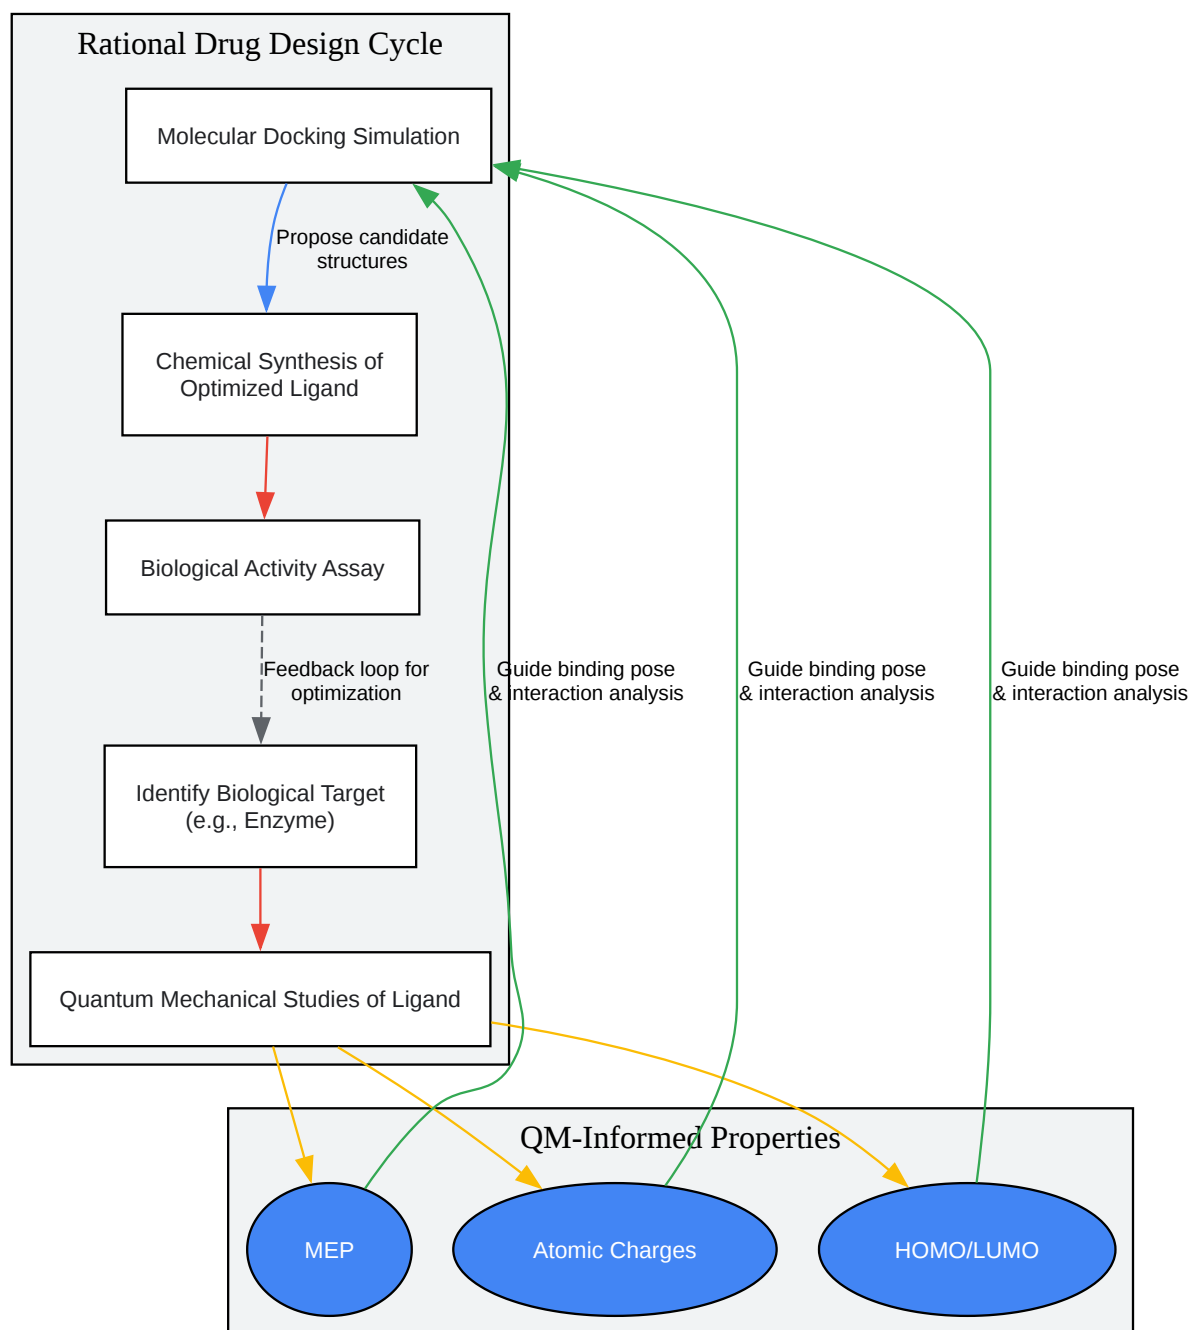 Rational Drug Design Cycle
Molecular Docking Simulation
Propose candidate
structures
Chemical Synthesis of
Optimized Ligand
Biological Activity Assay
Feedback loop for
optimization
Guide binding pose
& interaction analysis
Guide binding pose
& interaction analysis
Guide binding pose
& interaction analysis
Identify Biological Target
(e.g., Enzyme)
Quantum Mechanical Studies of Ligand
QM-Informed Properties
MEP
Atomic Charges
HOMO/LUMO